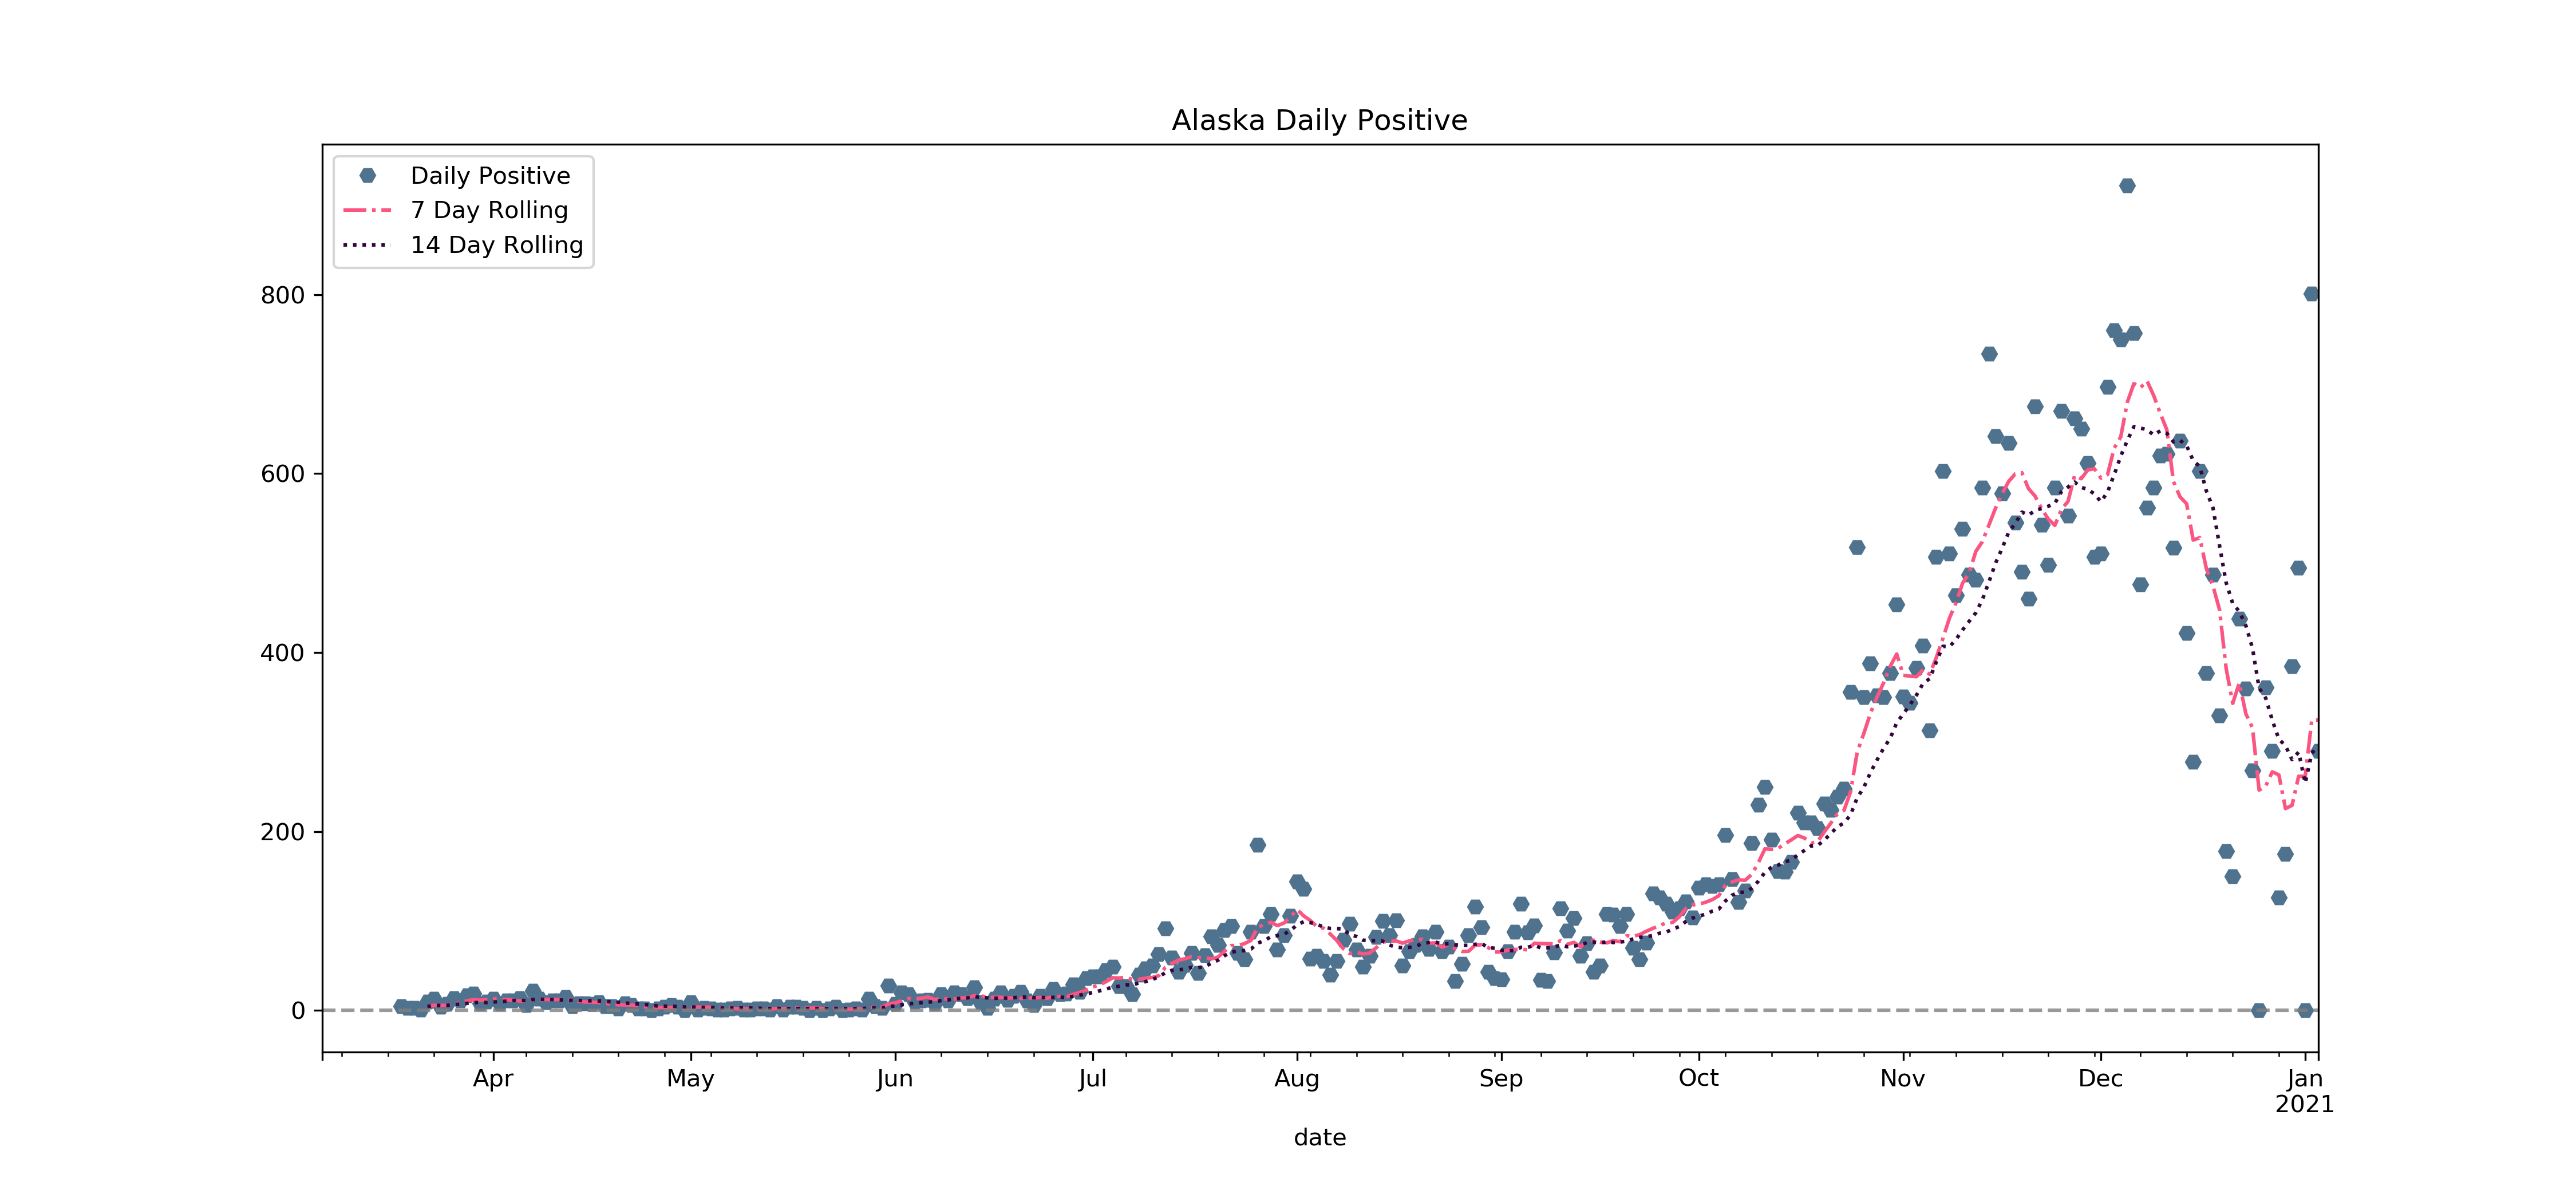 Alaska Daily Positive
Daily Positive
7 Day Rolling
14 Day Rolling
800
600
400
200
0
Apr May Jun Jul Aug Sep Oct Nov Dec Jan
2021
date